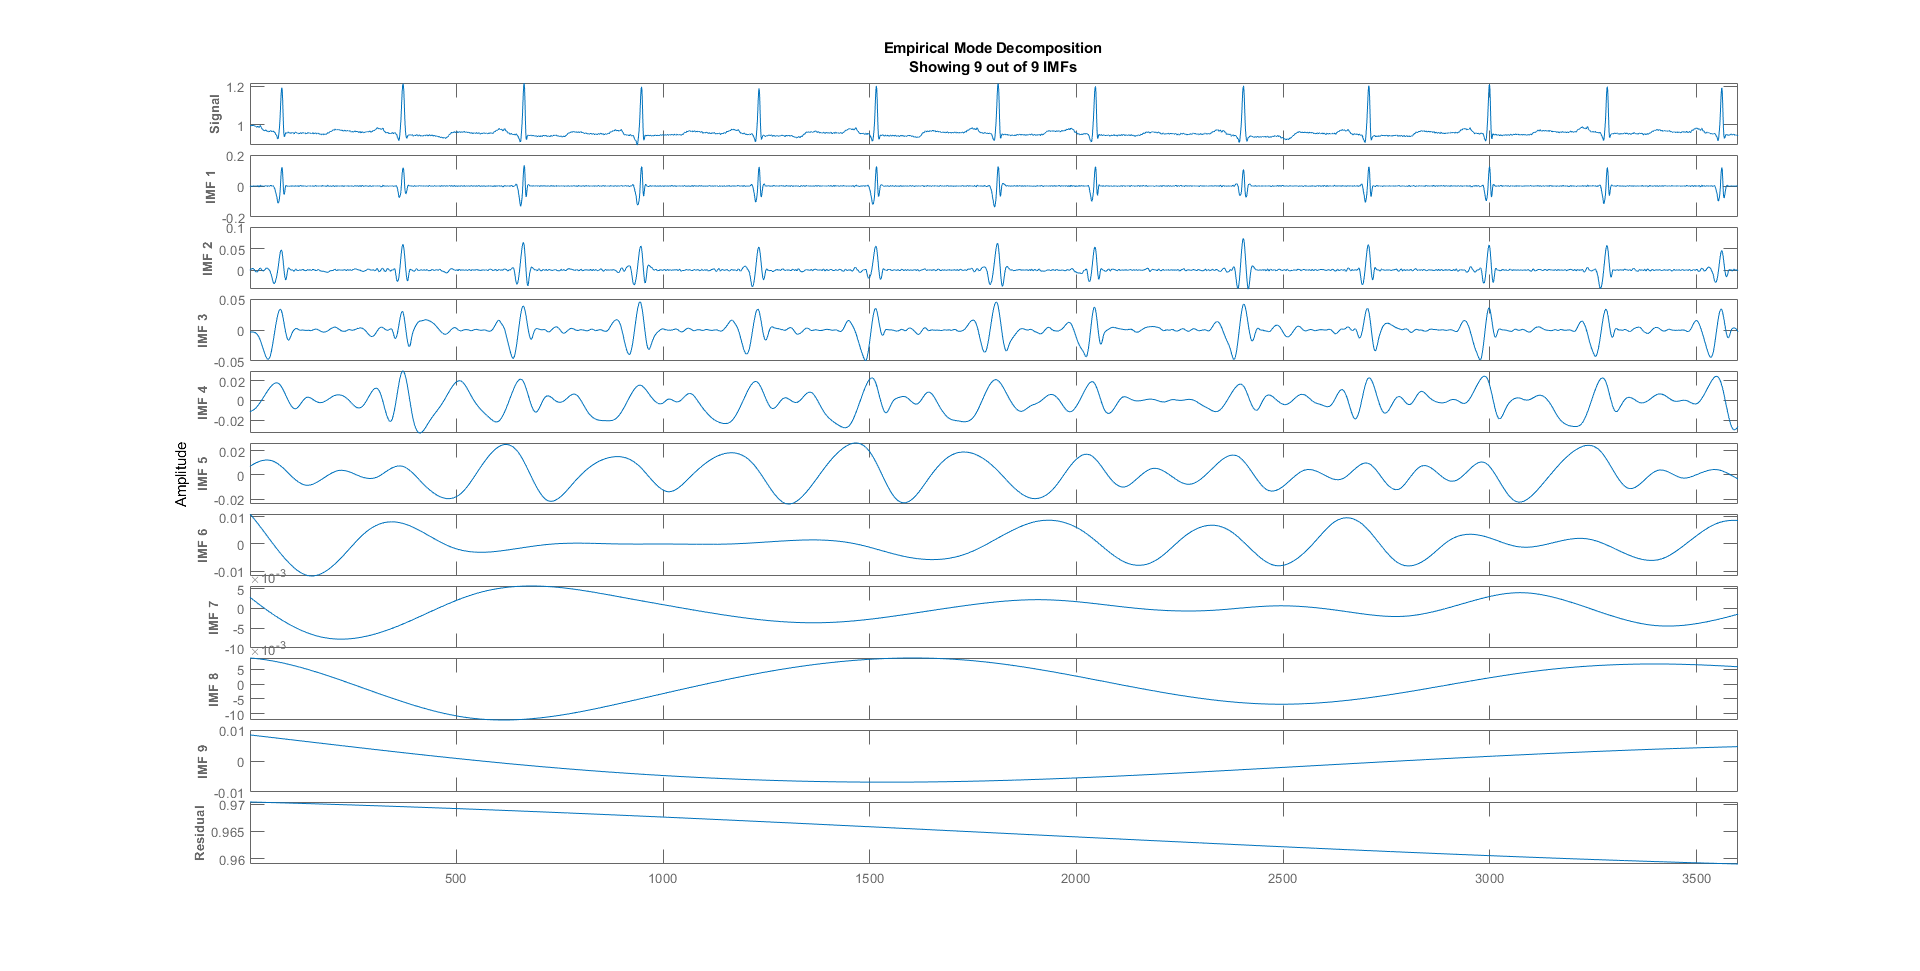 Empirical Mode Decomposition
Showing 9 out of 9 IMFs
Amplitude
Signal
1.2
1
IMF 1
0.2
0
-0.2
IMF 2
0.1
0.05
0
IMF 3
0.05
0
-0.05
IMF 4
0.02
0
-0.02
IMF 5
0.02
0
-0.02
IMF 6
0.01
0
-0.01
IMF 7
×10⁻³
5
0
-5
-10
IMF 8
×10⁻³
5
0
-5
-10
IMF 9
0.01
0
-0.01
Residual
0.97
0.965
0.96
500 1000 1500 2000 2500 3000 3500